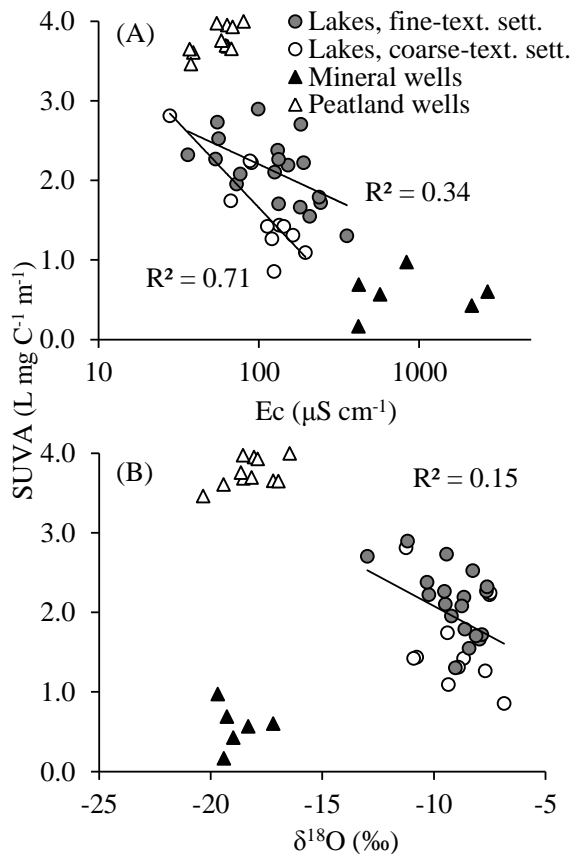 4.0
(A)
Lakes, fine-text. sett.
Lakes, coarse-text. sett.
Mineral wells
Peatland wells
3.0
2.0
R² = 0.34
1.0
R² = 0.71
0.0
10
100
1000
Ec (µS cm⁻¹)
SUVA (L mg C⁻¹ m⁻¹)
4.0
(B)
R² = 0.15
3.0
2.0
1.0
0.0
-25
-20
-15
-10
-5
δ¹⁸O (‰)